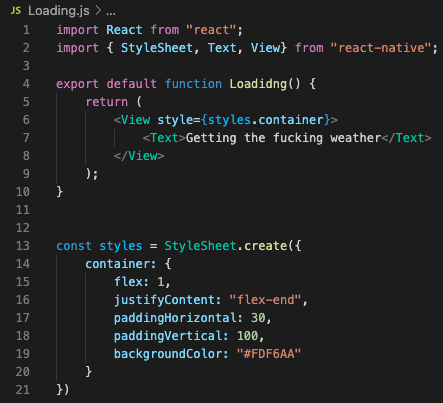 JS Loading.js > ...
1 import React from "react";
2 import { StyleSheet, Text, View} from "react-native";
3
4 export default function Loadidng() {
5     return (
6         <View style={styles.container}>
7             <Text>Getting the fucking weather</Text>
8         </View>
9     );
10 }
11
12
13 const styles = StyleSheet.create({
14     container: {
15         flex: 1,
16         justifyContent: "flex-end",
17         paddingHorizontal: 30,
18         paddingVertical: 100,
19         backgroundColor: "#FDF6AA"
20     }
21 })